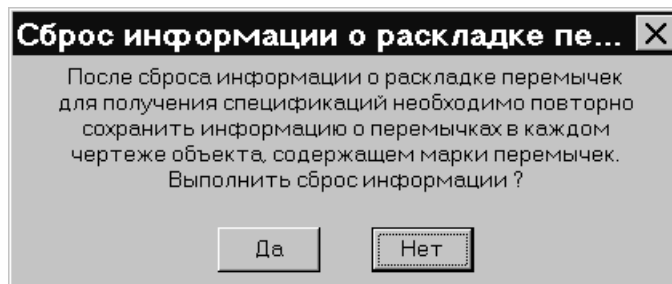 Сброс информации о раскладке пе...
После сброса информации о раскладке перемычек
для получения спецификаций необходимо повторно
сохранить информацию о перемычках в каждом
чертеже объекта, содержащем марки перемычек.
Выполнить сброс информации ?
Да
Нет